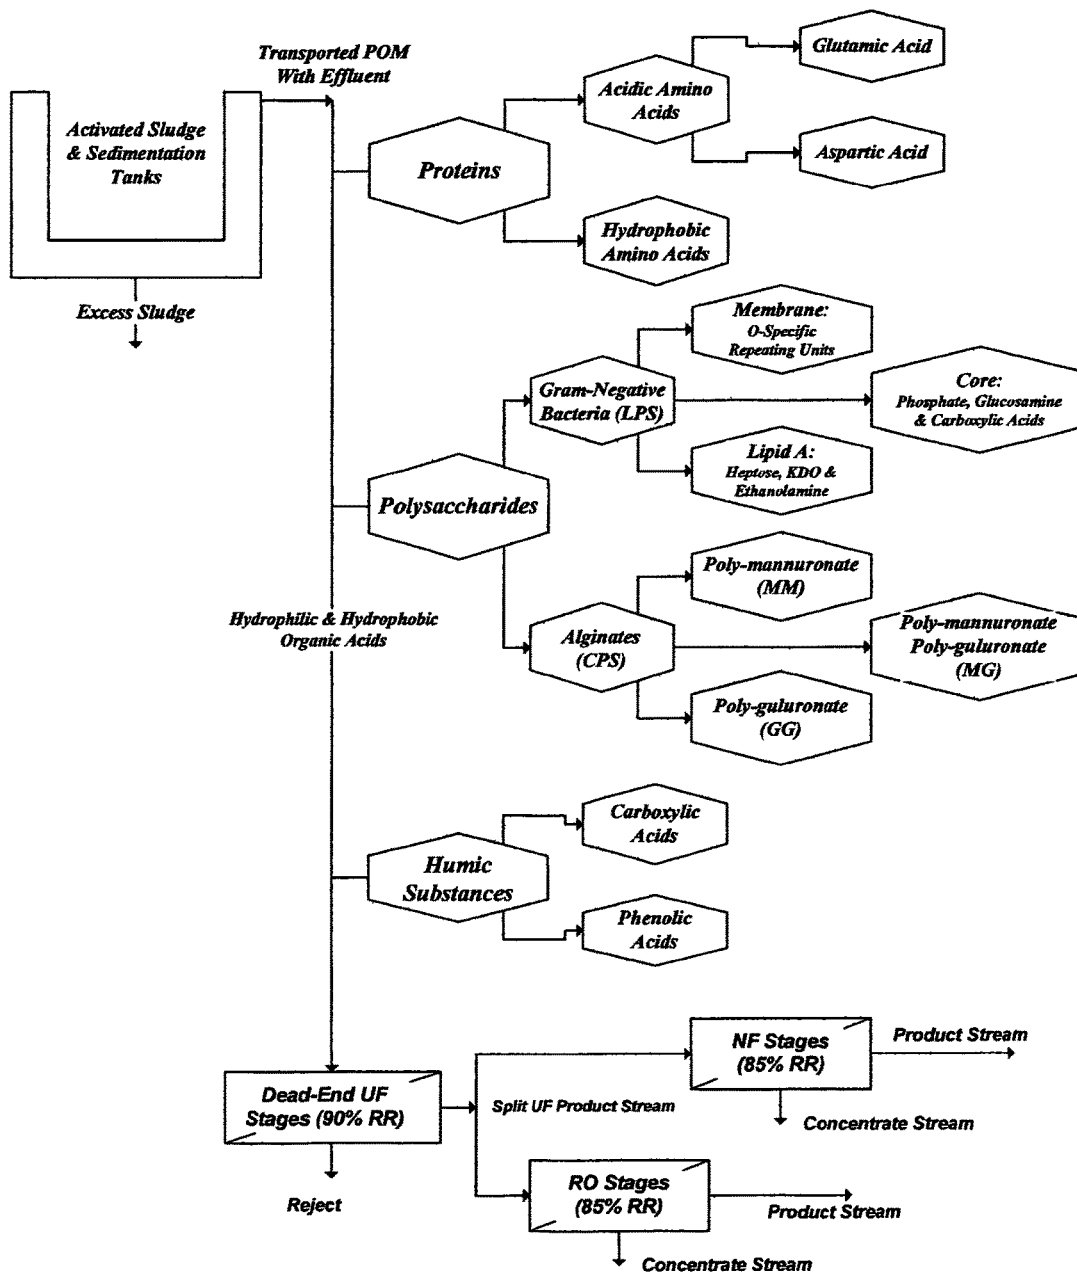 Transported POM
With Effluent
Activated Sludge
& Sedimentation
Tanks
Excess Sludge
Proteins
Acidic Amino
Acids
Glutamic Acid
Aspartic Acid
Hydrophobic
Amino Acids
Membrane:
O-Specific
Repeating Units
Gram-Negative
Bacteria (LPS)
Core:
Phosphate, Glucosamine
& Carboxylic Acids
Lipid A:
Heptose, KDO &
Ethanolamine
Polysaccharides
Poly-mannuronate
(MM)
Hydrophilic & Hydrophobic
Organic Acids
Alginates
(CPS)
Poly-mannuronate
Poly-guluronate
(MG)
Poly-guluronate
(GG)
Carboxylic
Acids
Humic
Substances
Phenolic
Acids
NF Stages
(85% RR)
Product Stream
Concentrate Stream
Dead-End UF
Stages (90% RR)
Split UF Product Stream
Reject
RO Stages
(85% RR)
Product Stream
Concentrate Stream